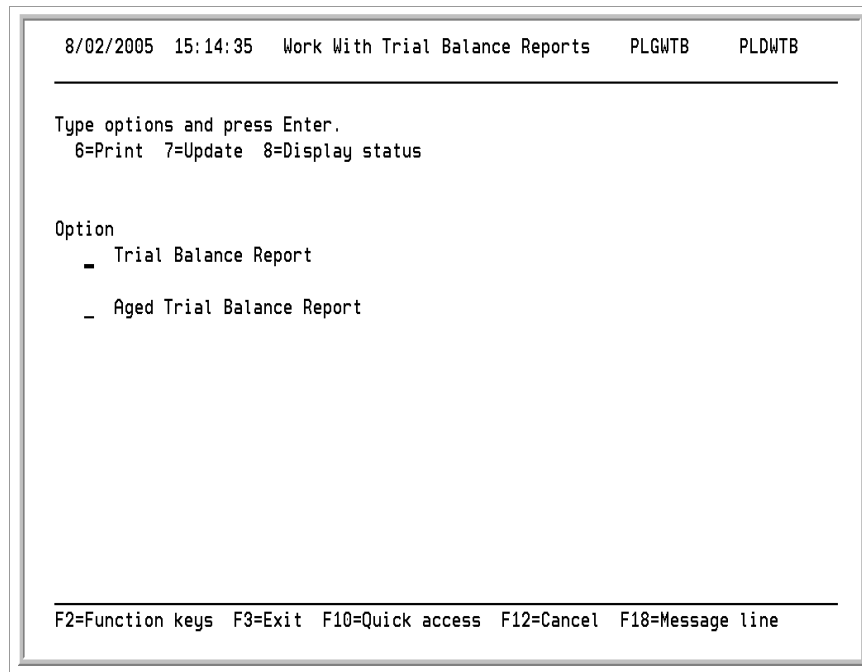 8/02/2005 15:14:35 Work With Trial Balance Reports PLGWTB PLDWTB
Type options and press Enter.
6=Print 7=Update 8=Display status
Option
_ Trial Balance Report
_ Aged Trial Balance Report
F2=Function keys F3=Exit F10=Quick access F12=Cancel F18=Message line